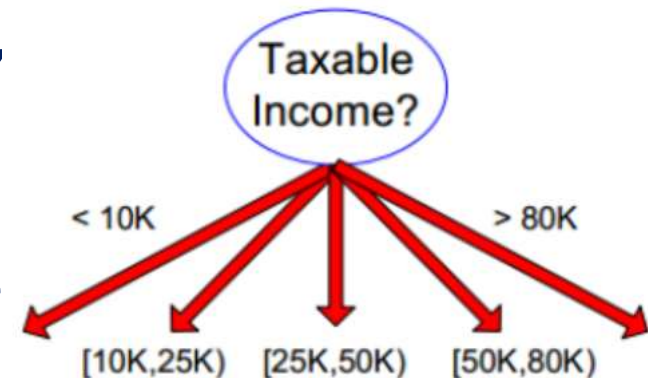 Taxable
Income?
< 10K
> 80K
[10K,25K)
[25K,50K)
[50K,80K)